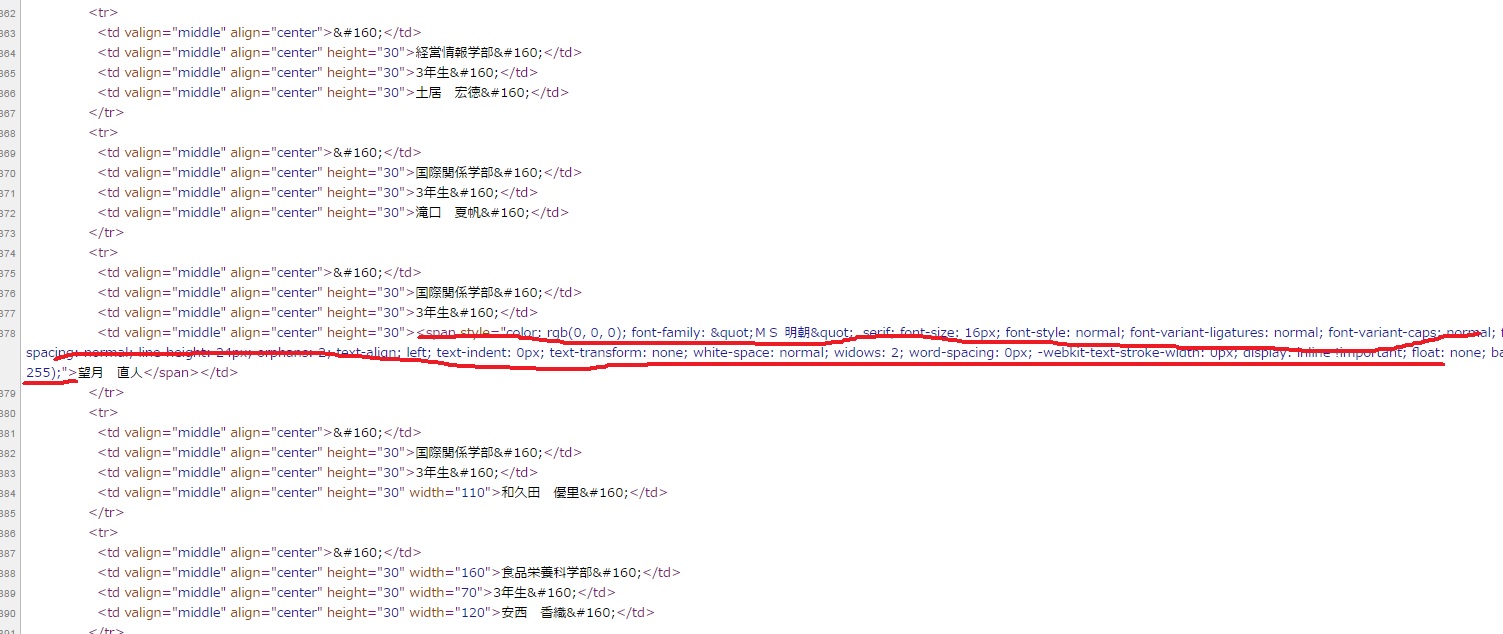 362 <tr>
363 <td valign="middle" align="center">&#160;</td>
364 <td valign="middle" align="center" height="30">経営情報学部&#160;</td>
365 <td valign="middle" align="center" height="30">3年生&#160;</td>
366 <td valign="middle" align="center" height="30">土居　宏徳&#160;</td>
367 </tr>
368 <tr>
369 <td valign="middle" align="center">&#160;</td>
370 <td valign="middle" align="center" height="30">国際関係学部&#160;</td>
371 <td valign="middle" align="center" height="30">3年生&#160;</td>
372 <td valign="middle" align="center" height="30">滝口　夏帆&#160;</td>
373 </tr>
374 <tr>
375 <td valign="middle" align="center">&#160;</td>
376 <td valign="middle" align="center" height="30">国際関係学部&#160;</td>
377 <td valign="middle" align="center" height="30">3年生&#160;</td>
378 <td valign="middle" align="center" height="30"><span style="color: rgb(0, 0, 0); font-family: &quot;ＭＳ 明朝&quot;, serif; font-size: 16px; font-style: normal; font-variant-ligatures: normal; font-variant-caps: normal; f
spacing: normal; line-height: 24px; orphans: 2; text-align: left; text-indent: 0px; text-transform: none; white-space: normal; widows: 2; word-spacing: 0px; -webkit-text-stroke-width: 0px; display: inline !important; float: none; ba
255);">望月　直人</span></td>
379 </tr>
380 <tr>
381 <td valign="middle" align="center">&#160;</td>
382 <td valign="middle" align="center" height="30">国際関係学部&#160;</td>
383 <td valign="middle" align="center" height="30">3年生&#160;</td>
384 <td valign="middle" align="center" height="30" width="110">和久田　優里&#160;</td>
385 </tr>
386 <tr>
387 <td valign="middle" align="center">&#160;</td>
388 <td valign="middle" align="center" height="30" width="160">食品栄養科学部&#160;</td>
389 <td valign="middle" align="center" height="30" width="70">3年生&#160;</td>
390 <td valign="middle" align="center" height="30" width="120">安西　香織&#160;</td>
391 </tr>